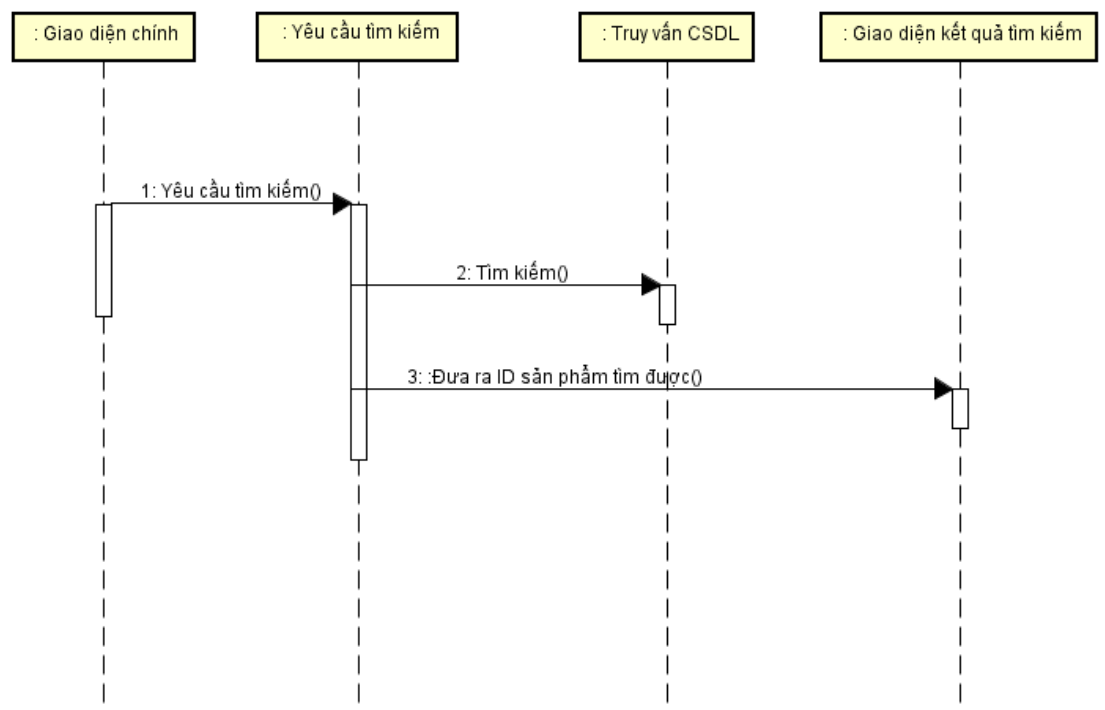 : Giao diện chính
: Yêu cầu tìm kiếm
: Truy vấn CSDL
: Giao diện kết quả tìm kiếm
1: Yêu cầu tìm kiếm()
2: Tìm kiếm()
3: :Đưa ra ID sản phẩm tìm được()